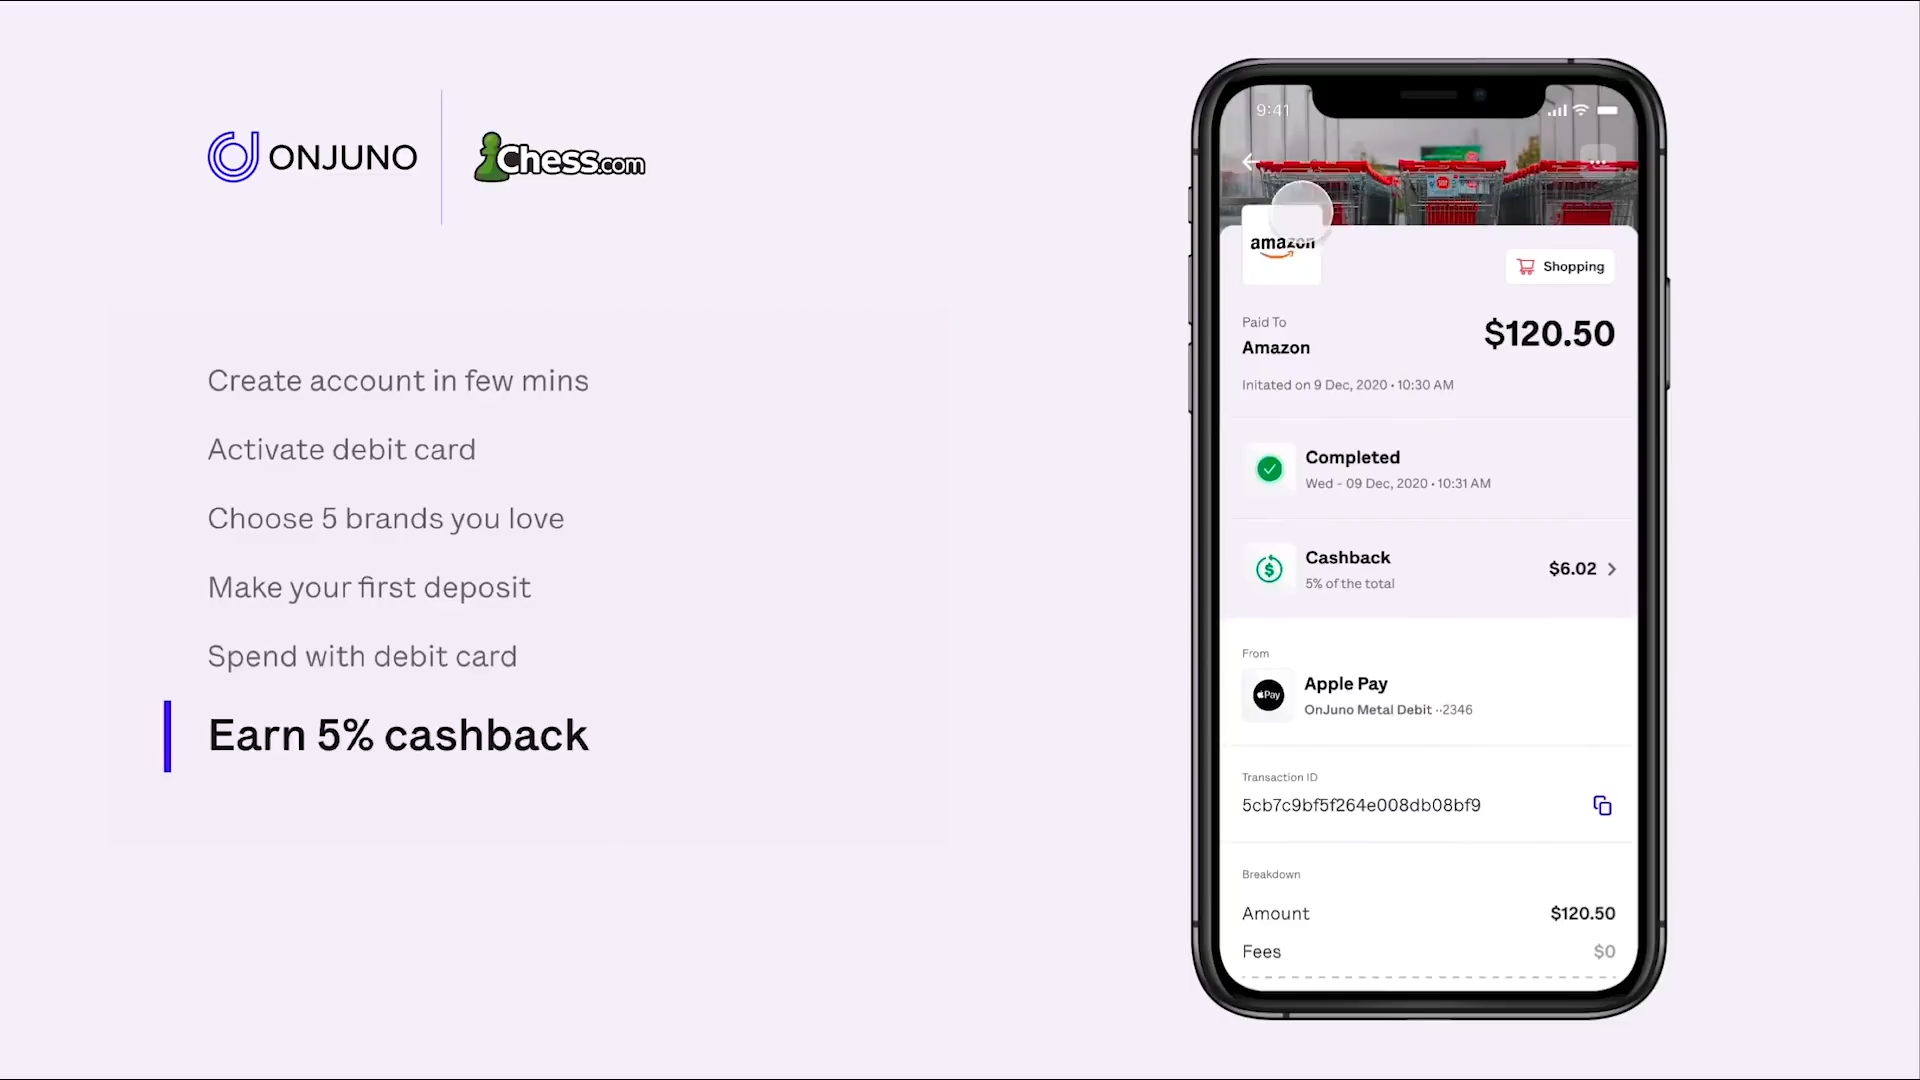 ONJUNO
Chess.com
Create account in few mins
Activate debit card
Choose 5 brands you love
Make your first deposit
Spend with debit card
Earn 5% cashback
9:41
amazon
Shopping
Paid To
$120.50
Amazon
Initated on 9 Dec, 2020 • 10:30 AM
Completed
Wed - 09 Dec, 2020 • 10:31 AM
Cashback
$6.02
5% of the total
From
Pay
Apple Pay
OnJuno Metal Debit ··2346
Transaction ID
5cb7c9bf5f264e008db08bf9
Breakdown
Amount $120.50
Fees $0